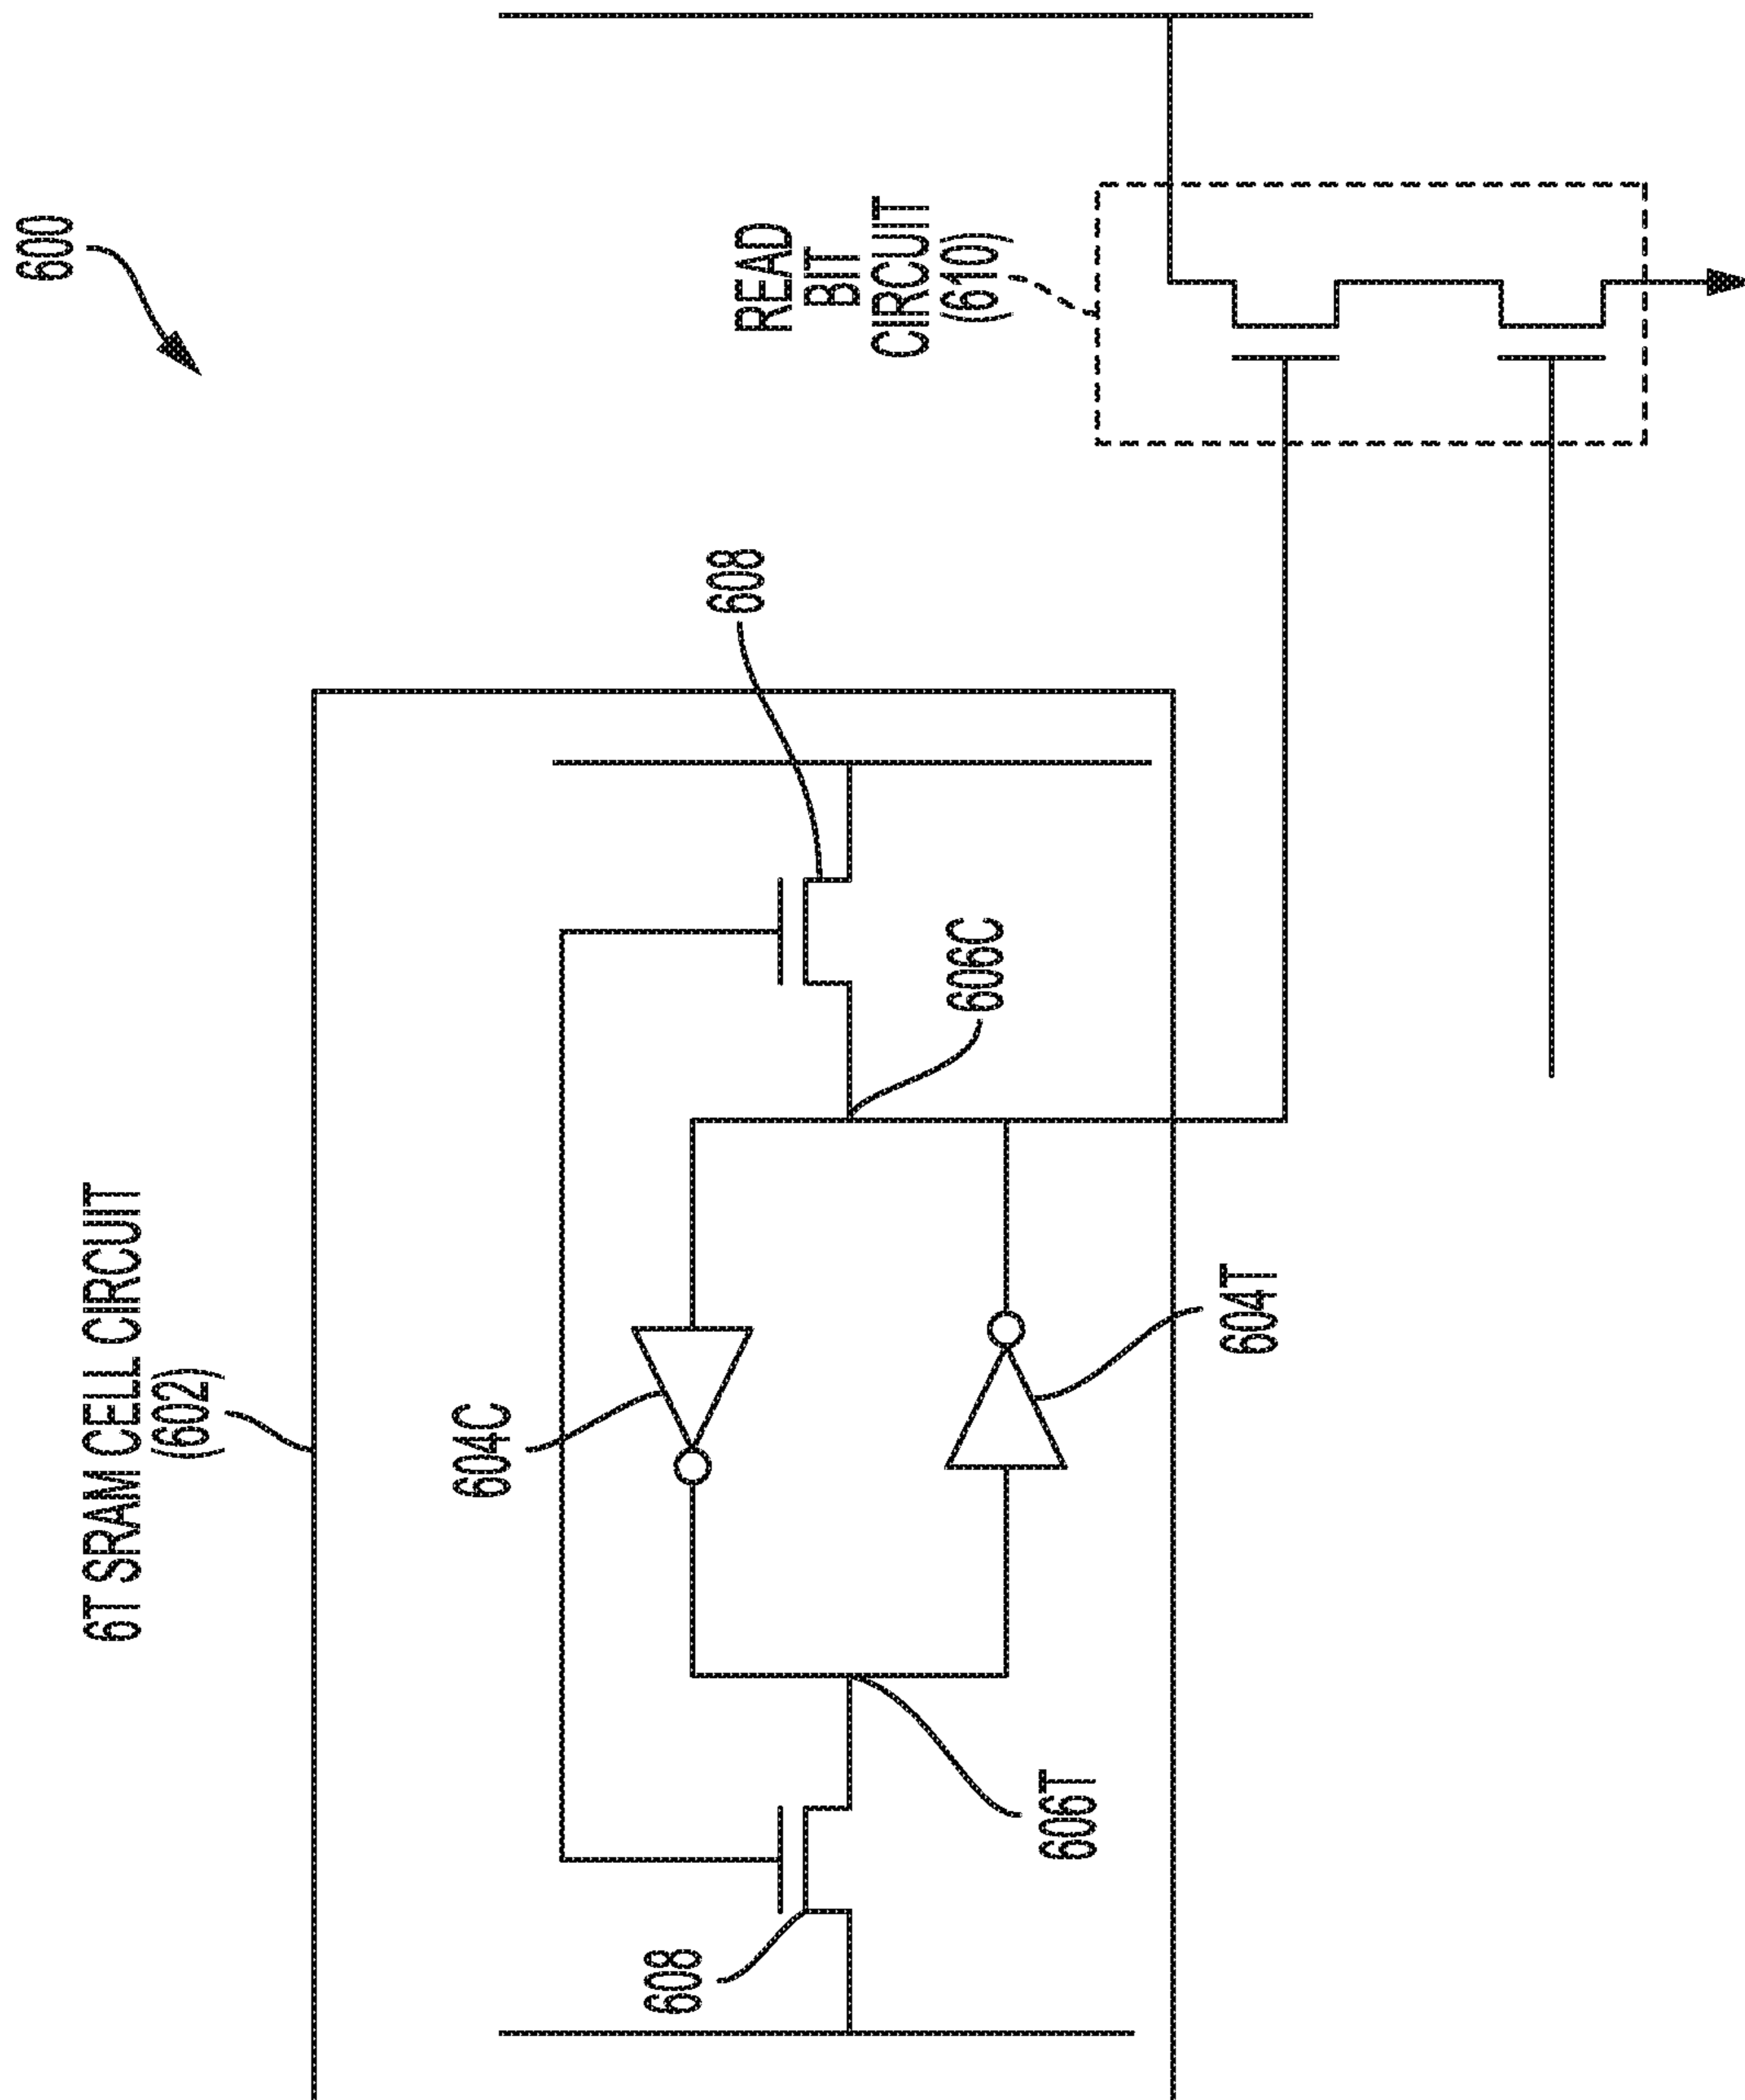 600
6T SRAM CELL CIRCUIT
(602)
604C
608
608
READ
BIT
CIRCUIT
(610)
606C
606T
604T